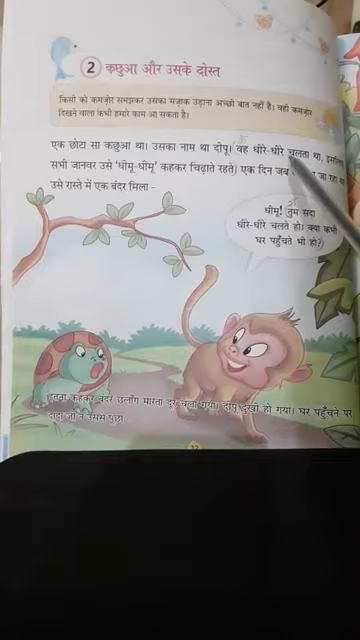 2 कछुआ और उसके दोस्त
किसी को कमज़ोर समझकर उसका मज़ाक उड़ाना अच्छी बात नहीं है। वही कमज़ोर
दिखने वाला कभी हमारे काम आ सकता है।
एक छोटा सा कछुआ था। उसका नाम था दीपू। वह धीरे-धीरे चलता था, इसलिए
सभी जानवर उसे 'धीमू-धीमू' कहकर चिढ़ाते रहते। एक दिन जब जा रहा था
उसे रास्ते में एक बंदर मिला -
धीमू! तुम सदा
धीरे-धीरे चलते हो। क्या कभी
घर पहुँचते भी हो?
इतना कहकर बंदर छलाँग मारता दूर चला गया। दीपू दुखी हो गया। घर पहुँचने पर
दादा जी ने उससे पूछा